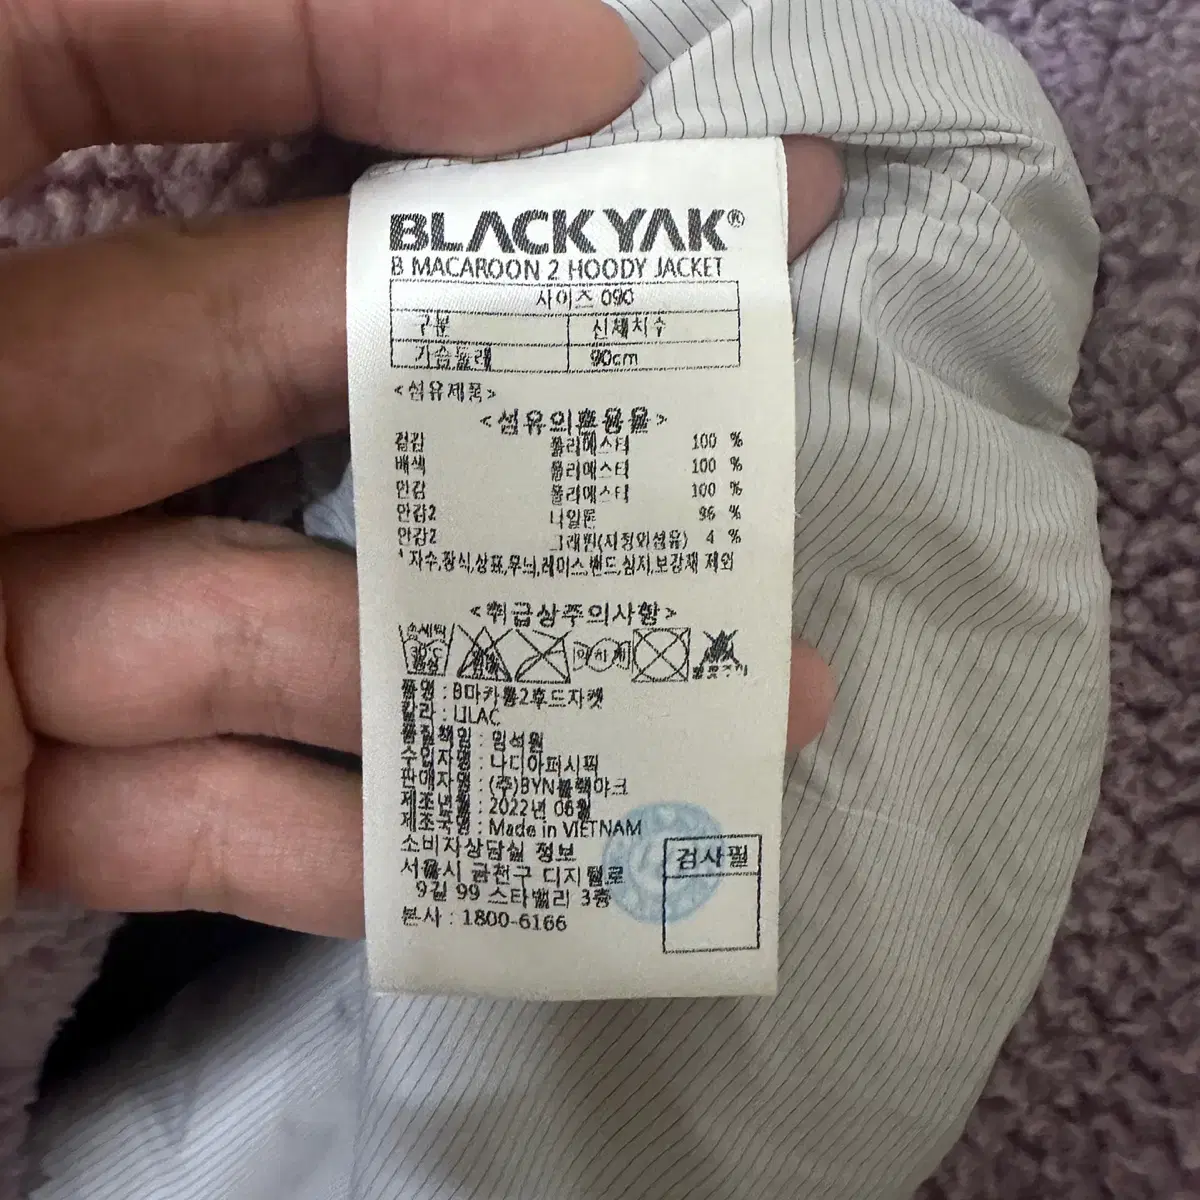 BLACKYAK®
B MACAROON 2 HOODY JACKET
사이즈 090
구분 신체치수
가슴둘레 90cm
<섬유제품>
<섬유의혼용율>
겉감 폴리에스터 100 %
배색 폴리에스터 100 %
안감 폴리에스터 100 %
안감2 나일론 96 %
안감2 그래핀(지정외섬유) 4 %
* 자수,장식,상표,무늬,레이스,밴드,심지,보강재 제외
<취급상주의사항>
손세탁
30℃
품명 : B마카롱2후드자켓
칼라 : LILAC
품질책임 : 임석원
수입자명 : 나디아퍼시픽
판매자명 : (주)BYN블랙야크
제조년월 : 2022년 06월
제조국명 : Made in VIETNAM
소비자상담실 정보
서울시 금천구 디지털로
9길 99 스타밸리 3층
본사 : 1800-6166
검사필